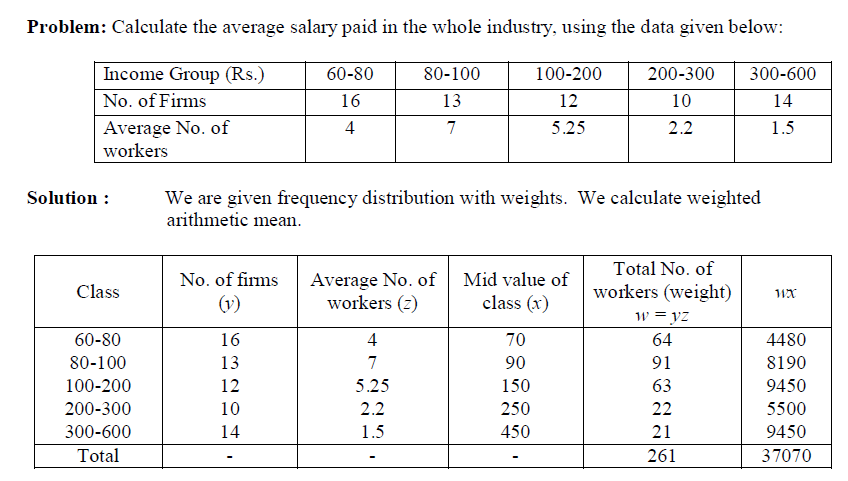 Problem: Calculate the average salary paid in the whole industry, using the data given below:
Income Group (Rs.) 60-80 80-100 100-200 200-300 300-600
No. of Firms 16 13 12 10 14
Average No. of workers 4 7 5.25 2.2 1.5
Solution : We are given frequency distribution with weights. We calculate weighted
arithmetic mean.
Class No. of firms (y) Average No. of workers (z) Mid value of class (x) Total No. of workers (weight) w = yz wx
60-80 16 4 70 64 4480
80-100 13 7 90 91 8190
100-200 12 5.25 150 63 9450
200-300 10 2.2 250 22 5500
300-600 14 1.5 450 21 9450
Total - - - 261 37070